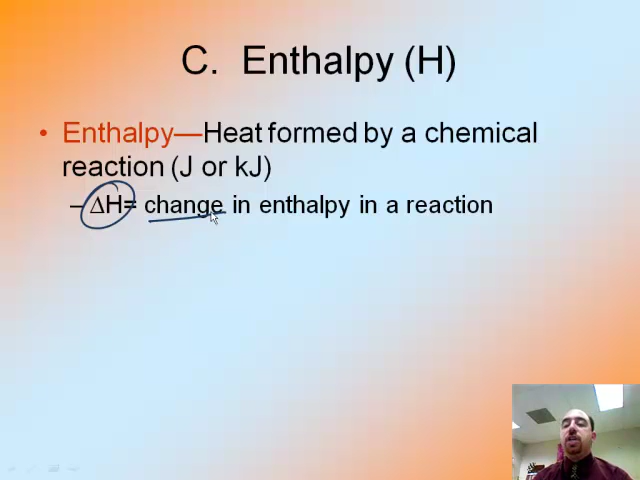 C. Enthalpy (H)
• Enthalpy—Heat formed by a chemical
reaction (J or kJ)
– ΔH= change in enthalpy in a reaction